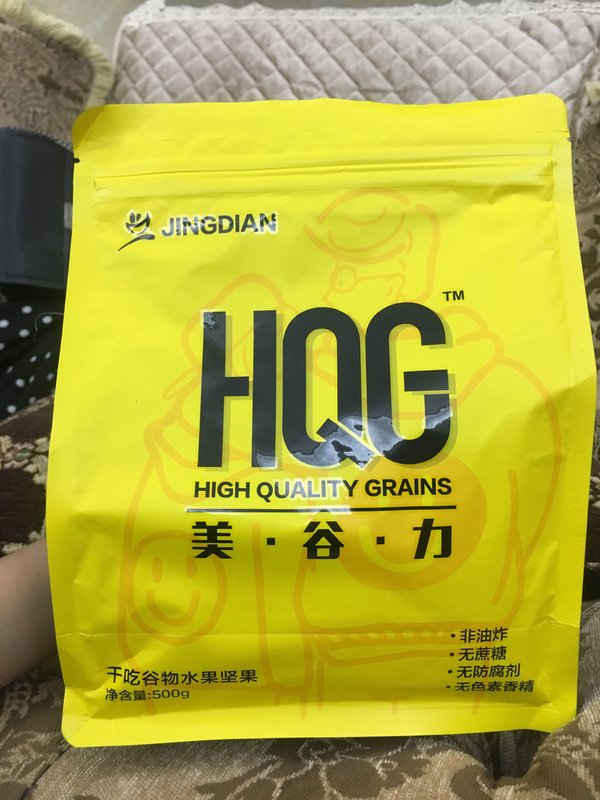 JINGDIAN
HQG™
HIGH QUALITY GRAINS
美·谷·力
干吃谷物水果坚果
净含量:500g
·非油炸
·无蔗糖
·无防腐剂
·无色素香精